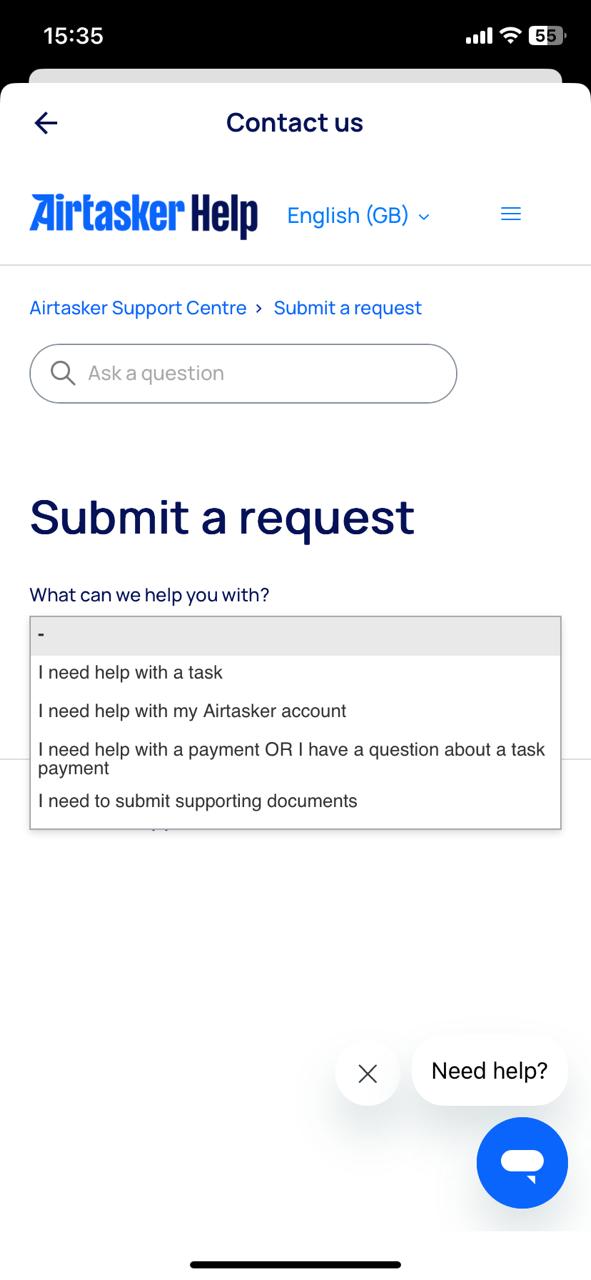 15:35
55
Contact us
Airtasker Help
English (GB)
Airtasker Support Centre > Submit a request
Ask a question
Submit a request
What can we help you with?
-
I need help with a task
I need help with my Airtasker account
I need help with a payment OR I have a question about a task
payment
I need to submit supporting documents
Need help?